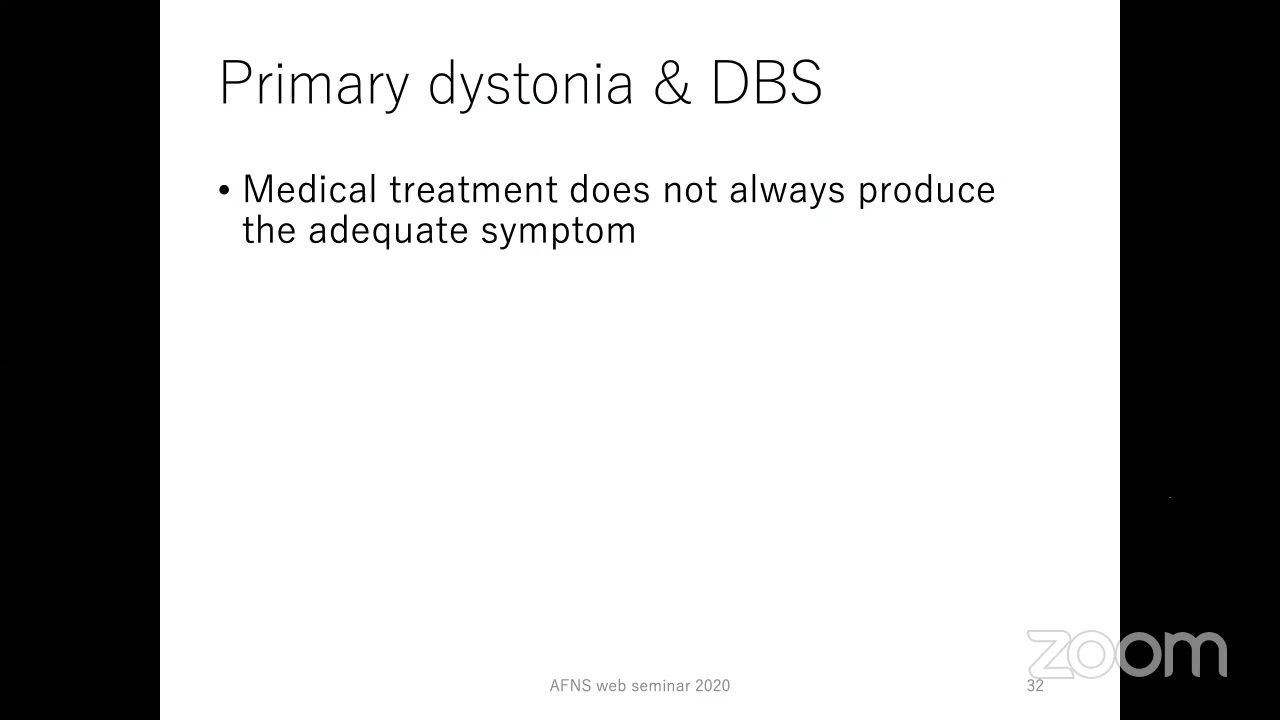 Primary dystonia & DBS
• Medical treatment does not always produce
the adequate symptom
AFNS web seminar 2020
32
zoom